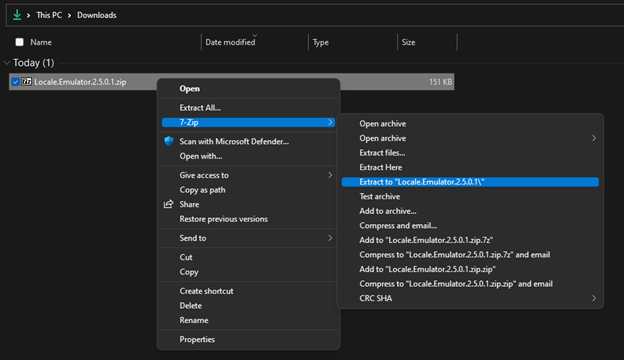 This PC > Downloads
Name Date modified Type Size
Today (1)
Locale.Emulator.2.5.0.1.zip 151 KB
Open
Extract All...
7-Zip
Scan with Microsoft Defender...
Open with...
Give access to
Copy as path
Share
Restore previous versions
Send to
Cut
Copy
Create shortcut
Delete
Rename
Properties
Open archive
Open archive
Extract files...
Extract Here
Extract to "Locale.Emulator.2.5.0.1\"
Test archive
Add to archive...
Compress and email...
Add to "Locale.Emulator.2.5.0.1.zip.7z"
Compress to "Locale.Emulator.2.5.0.1.zip.7z" and email
Add to "Locale.Emulator.2.5.0.1.zip.zip"
Compress to "Locale.Emulator.2.5.0.1.zip.zip" and email
CRC SHA